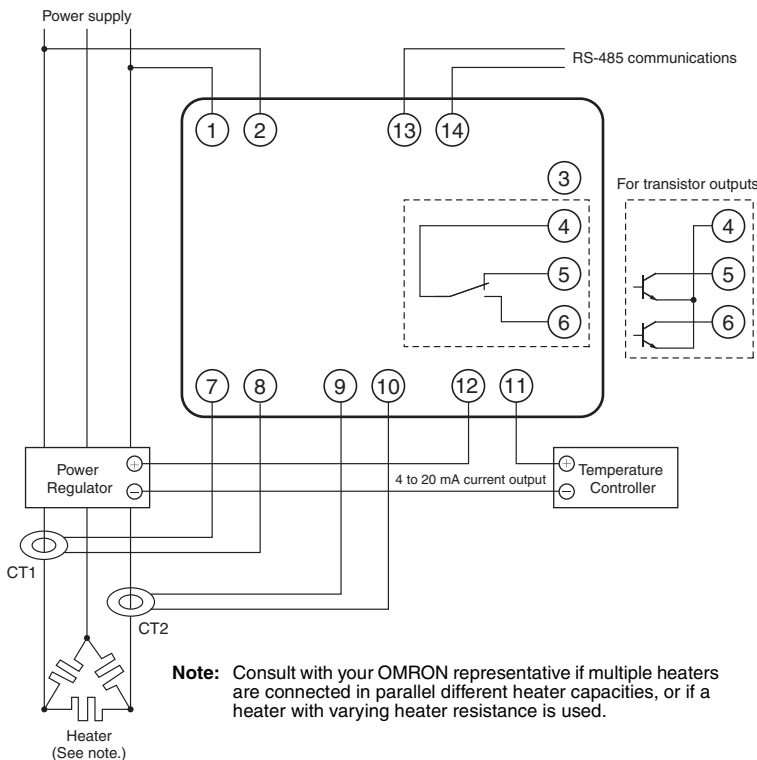 Power supply
RS-485 communications
1
2
13
14
3
For transistor outputs
4
5
6
4
5
6
7
8
9
10
12
11
Power
Regulator
+
−
4 to 20 mA current output
+
−
Temperature
Controller
CT1
CT2
Note: Consult with your OMRON representative if multiple heaters
are connected in parallel different heater capacities, or if a
heater with varying heater resistance is used.
Heater
(See note.)